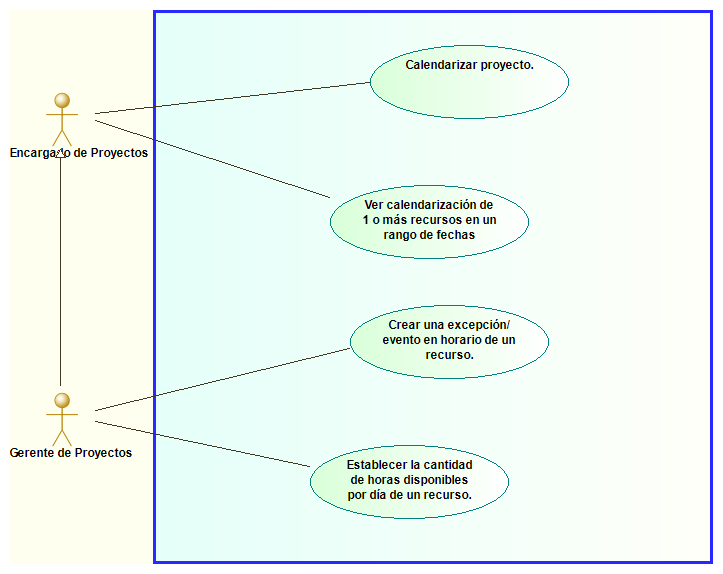 Calendarizar proyecto.
Encargado de Proyectos
Ver calendarización de
1 o más recursos en un
rango de fechas
Crear una excepción/
evento en horario de un
recurso.
Gerente de Proyectos
Establecer la cantidad
de horas disponibles
por día de un recurso.